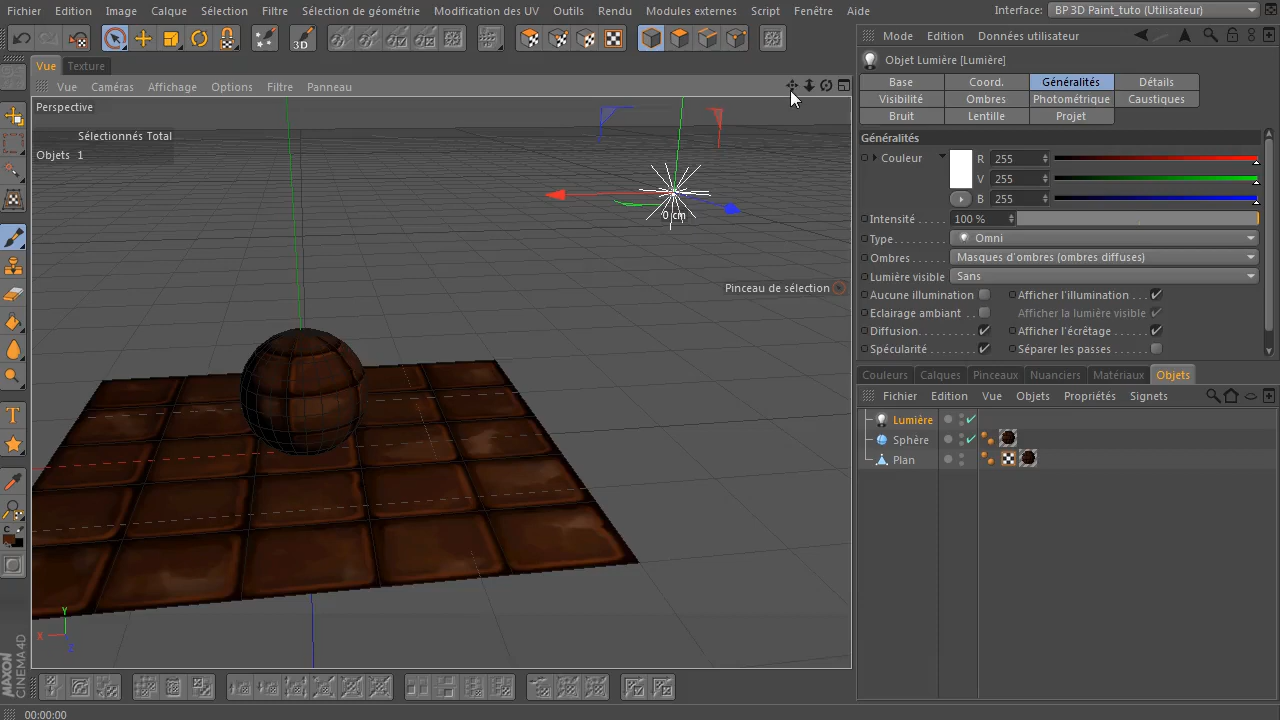 Fichier Edition Image Calque Sélection Filtre Sélection de géométrie Modification des UV Outils Rendu Modules externes Script Fenêtre Aide Interface: BP 3D Paint_tuto (Utilisateur)
3D
Mode Edition Données utilisateur
Objet Lumière [Lumière]
Vue Texture
Vue Caméras Affichage Options Filtre Panneau
Base Coord. Généralités Détails
Visibilité Ombres Photométrique Caustiques
Bruit Lentille Projet
Perspective
Sélectionnés Total
Objets 1
0 cm
Pinceau de sélection
Généralités
Couleur R 255
V 255
B 255
Intensité ..... 100 %
Type ........ Omni
Ombres ..... Masques d'ombres (ombres diffuses)
Lumière visible Sans
Aucune illumination Afficher l'illumination ...
Eclairage ambiant .. Afficher la lumière visible
Diffusion ........ Afficher l'écrêtage ....
Spécularité ...... Séparer les passes ....
Couleurs Calques Pinceaux Nuanciers Matériaux Objets
Fichier Edition Vue Objets Propriétés Signets
Lumière
Sphère
Plan
T
C
Y
X
MAXON
CINEMA 4D
00:00:00